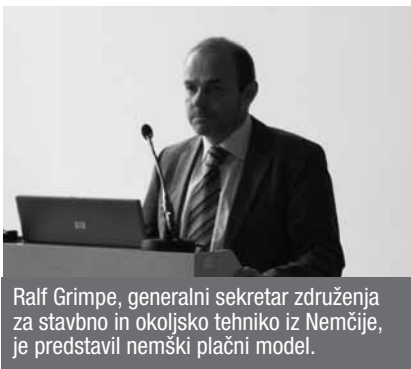 Ralf Grimpe, generalni sekretar združenja
za stavbno in okoljsko tehniko iz Nemčije,
je predstavil nemški plačni model.